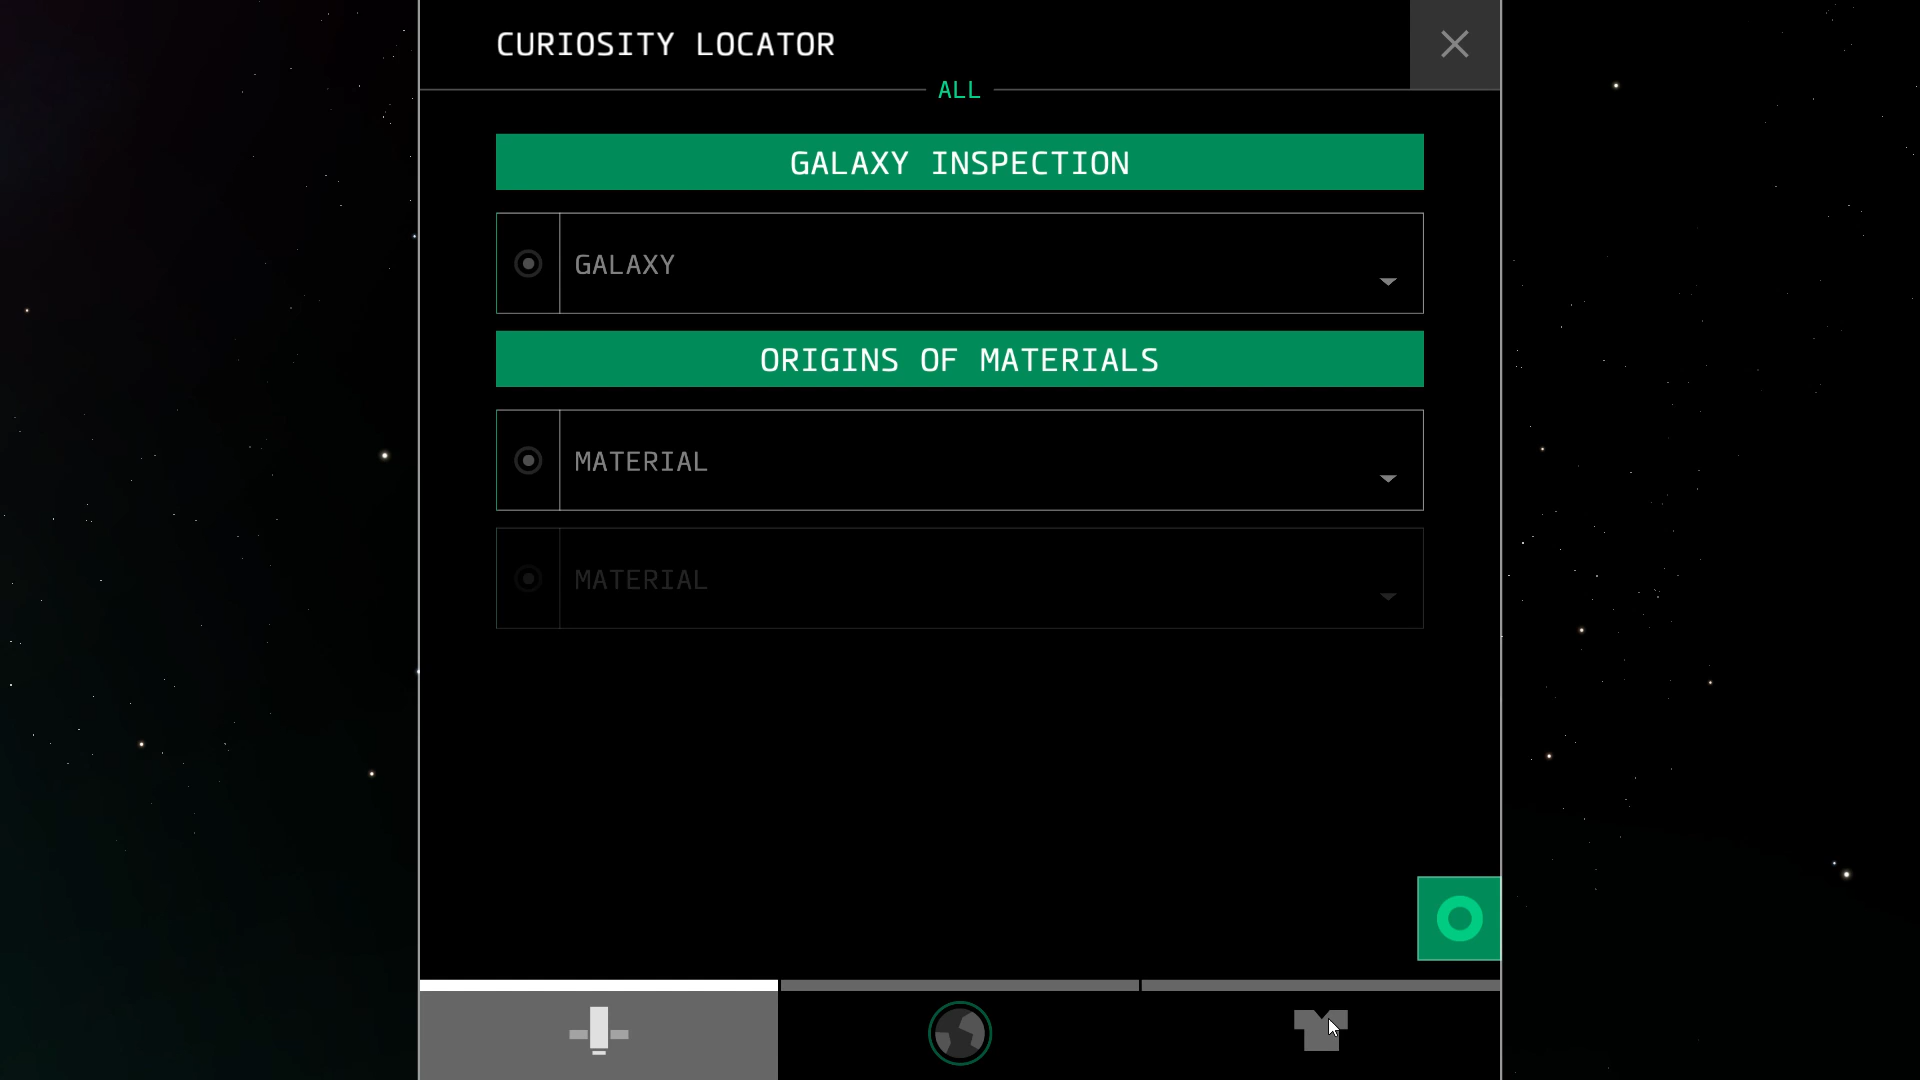 CURIOSITY LOCATOR
ALL
GALAXY INSPECTION
GALAXY
ORIGINS OF MATERIALS
MATERIAL
MATERIAL